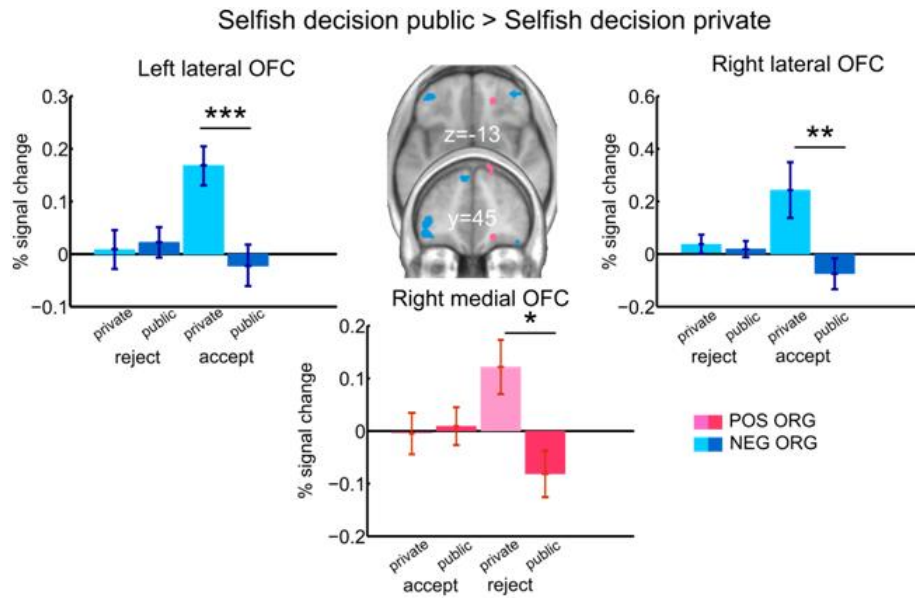 Selfish decision public > Selfish decision private
Left lateral OFC
% signal change
0.3
0.2
0.1
0
−0.1
***
private
public
private
public
reject
accept
z=-13
y=45
Right lateral OFC
% signal change
0.6
0.4
0.2
0
−0.2
**
private
public
private
public
reject
accept
Right medial OFC
% signal change
0.2
0.1
0
−0.1
−0.2
*
private
public
private
public
accept
reject
POS ORG
NEG ORG